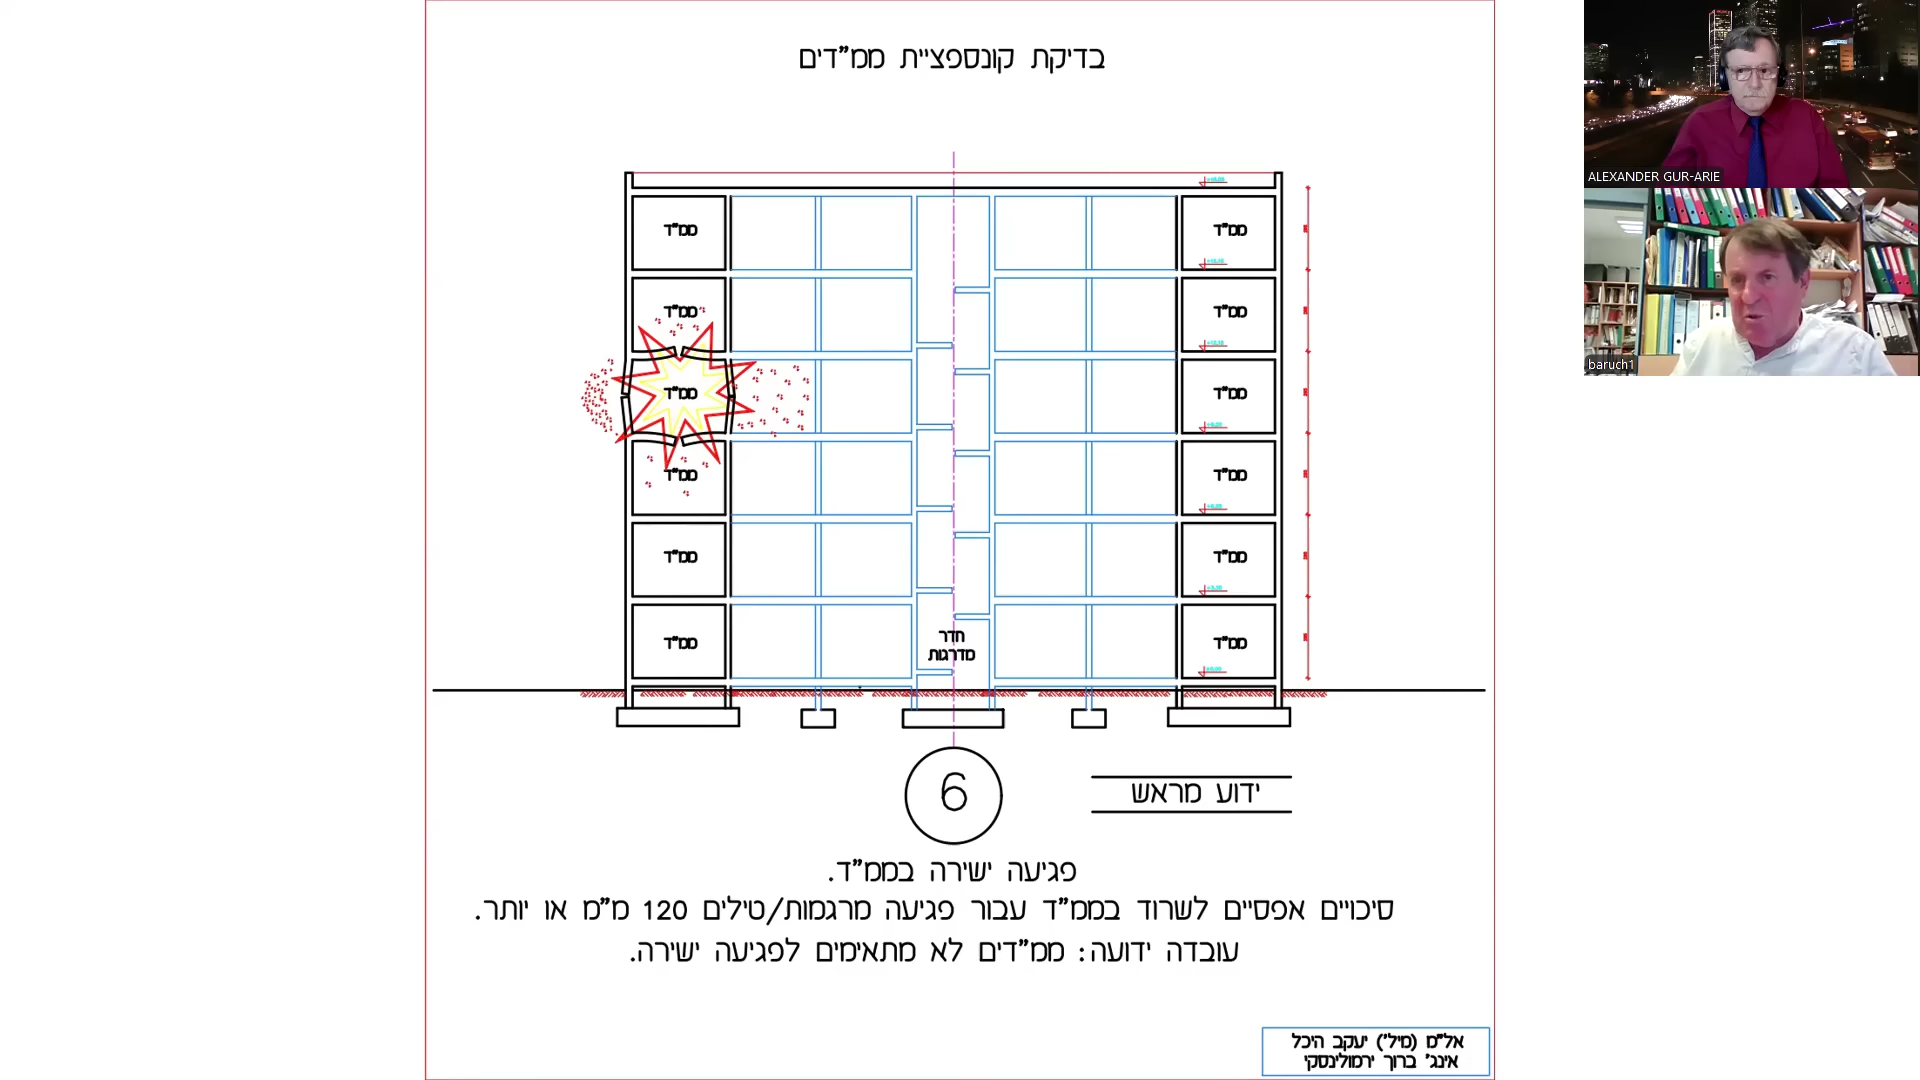 בדיקת קונספציית ממ"דים
ALEXANDER GUR-ARIE
baruch1
ממ"ד
ממ"ד
ממ"ד
ממ"ד
ממ"ד
ממ"ד
ממ"ד
ממ"ד
ממ"ד
ממ"ד
ממ"ד
ממ"ד
חדר
מדרגות
6
ידוע מראש
פגיעה ישירה בממ"ד.
סיכויים אפסיים לשרוד בממ"ד עבור פגיעה מרגמות/טילים 120 מ"מ או יותר.
עובדה ידועה: ממ"דים לא מתאימים לפגיעה ישירה.
אל"מ (מיל') יעקב היכל
אינג' ברוך ירמולינסקי